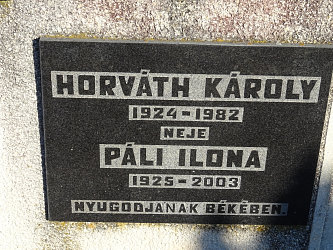 HORVÁTH KÁROLY
1924-1982
NEJE
PÁLI ILONA
1925-2003
NYUGODJANAK BÉKÉBEN.